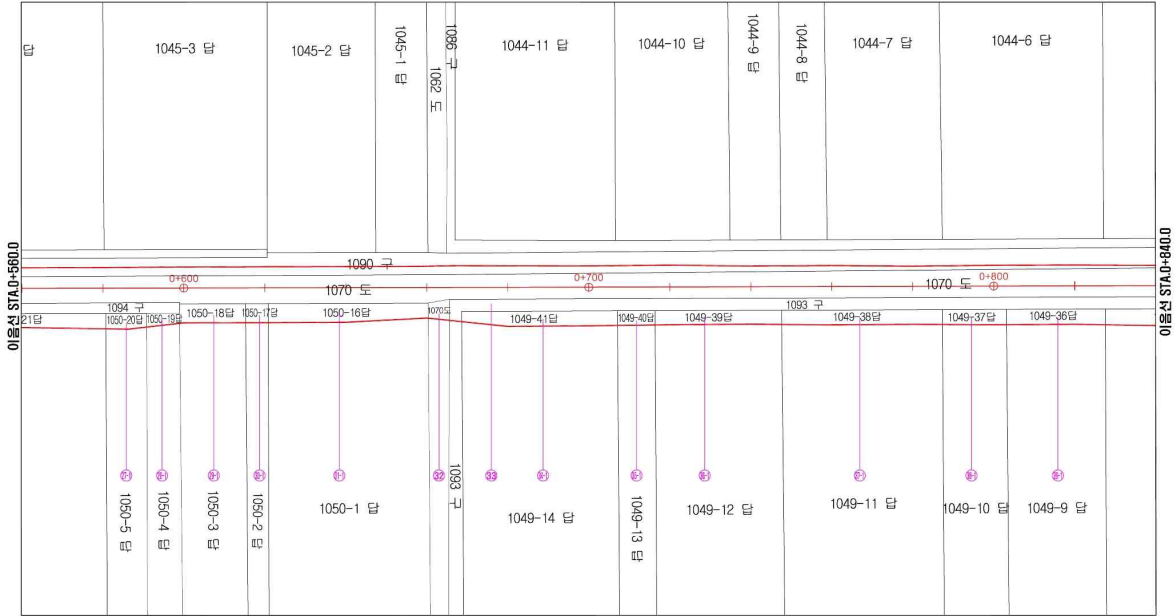 답
1045-3 답
1045-2 답
1045-1 답
1062 도
1086 구
1044-11 답
1044-10 답
1044-9 답
1044-8 답
1044-7 답
1044-6 답
이음선 STA.0+560.0
이음선 STA.0+840.0
1090 구
0+600
0+700
0+800
1070 도
1070 도
1094 구
1093 구
21답
1050-20답
1050-19답
1050-18답
1050-17답
1050-16답
1070도
1049-41답
1049-40답
1049-39답
1049-38답
1049-37답
1049-36답
32
33
1050-5 답
1050-4 답
1050-3 답
1050-2 답
1050-1 답
1093 구
1049-14 답
1049-13 답
1049-12 답
1049-11 답
1049-10 답
1049-9 답